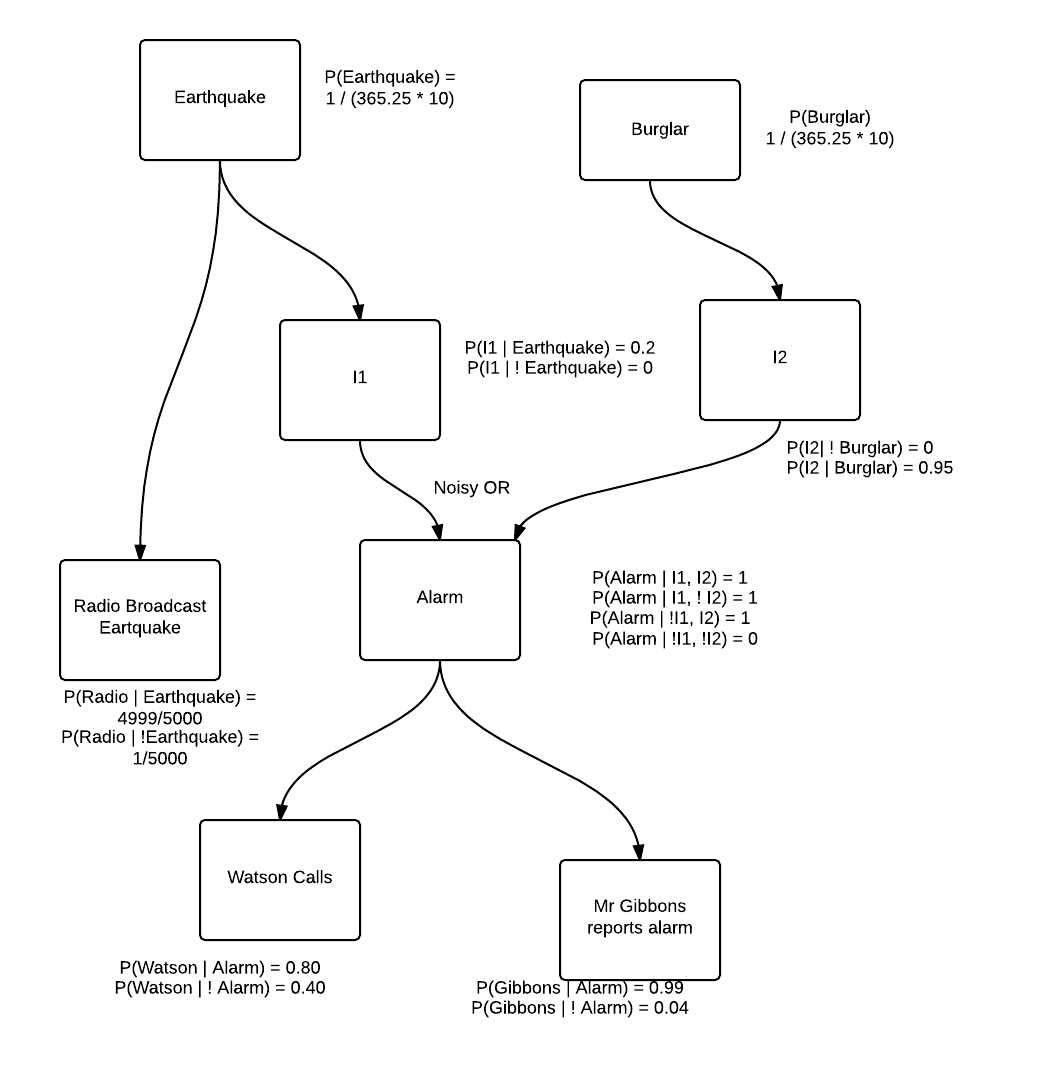 Earthquake
P(Earthquake) =
1 / (365.25 * 10)
Burglar
P(Burglar)
1 / (365.25 * 10)
I1
P(I1 | Earthquake) = 0.2
P(I1 | ! Earthquake) = 0
I2
P(I2| ! Burglar) = 0
P(I2 | Burglar) = 0.95
Noisy OR
Alarm
P(Alarm | I1, I2) = 1
P(Alarm | I1, ! I2) = 1
P(Alarm | !I1, I2) = 1
P(Alarm | !I1, !I2) = 0
Radio Broadcast
Eartquake
P(Radio | Earthquake) =
4999/5000
P(Radio | !Earthquake) =
1/5000
Watson Calls
P(Watson | Alarm) = 0.80
P(Watson | ! Alarm) = 0.40
Mr Gibbons
reports alarm
P(Gibbons | Alarm) = 0.99
P(Gibbons | ! Alarm) = 0.04